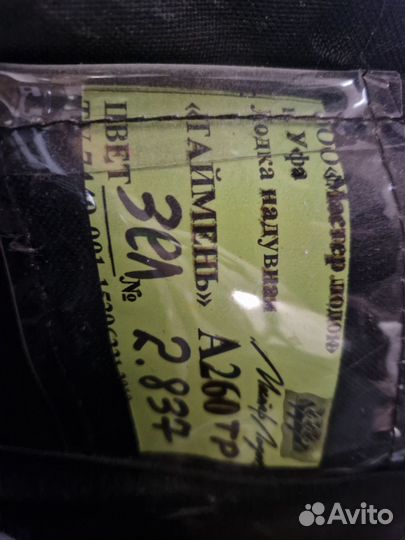 ООО «Мастер лодок»
г. Уфа
Лодка надувная
«ТАЙМЕНЬ» А260 тр
ЦВЕТ зел № 2.837
Avito